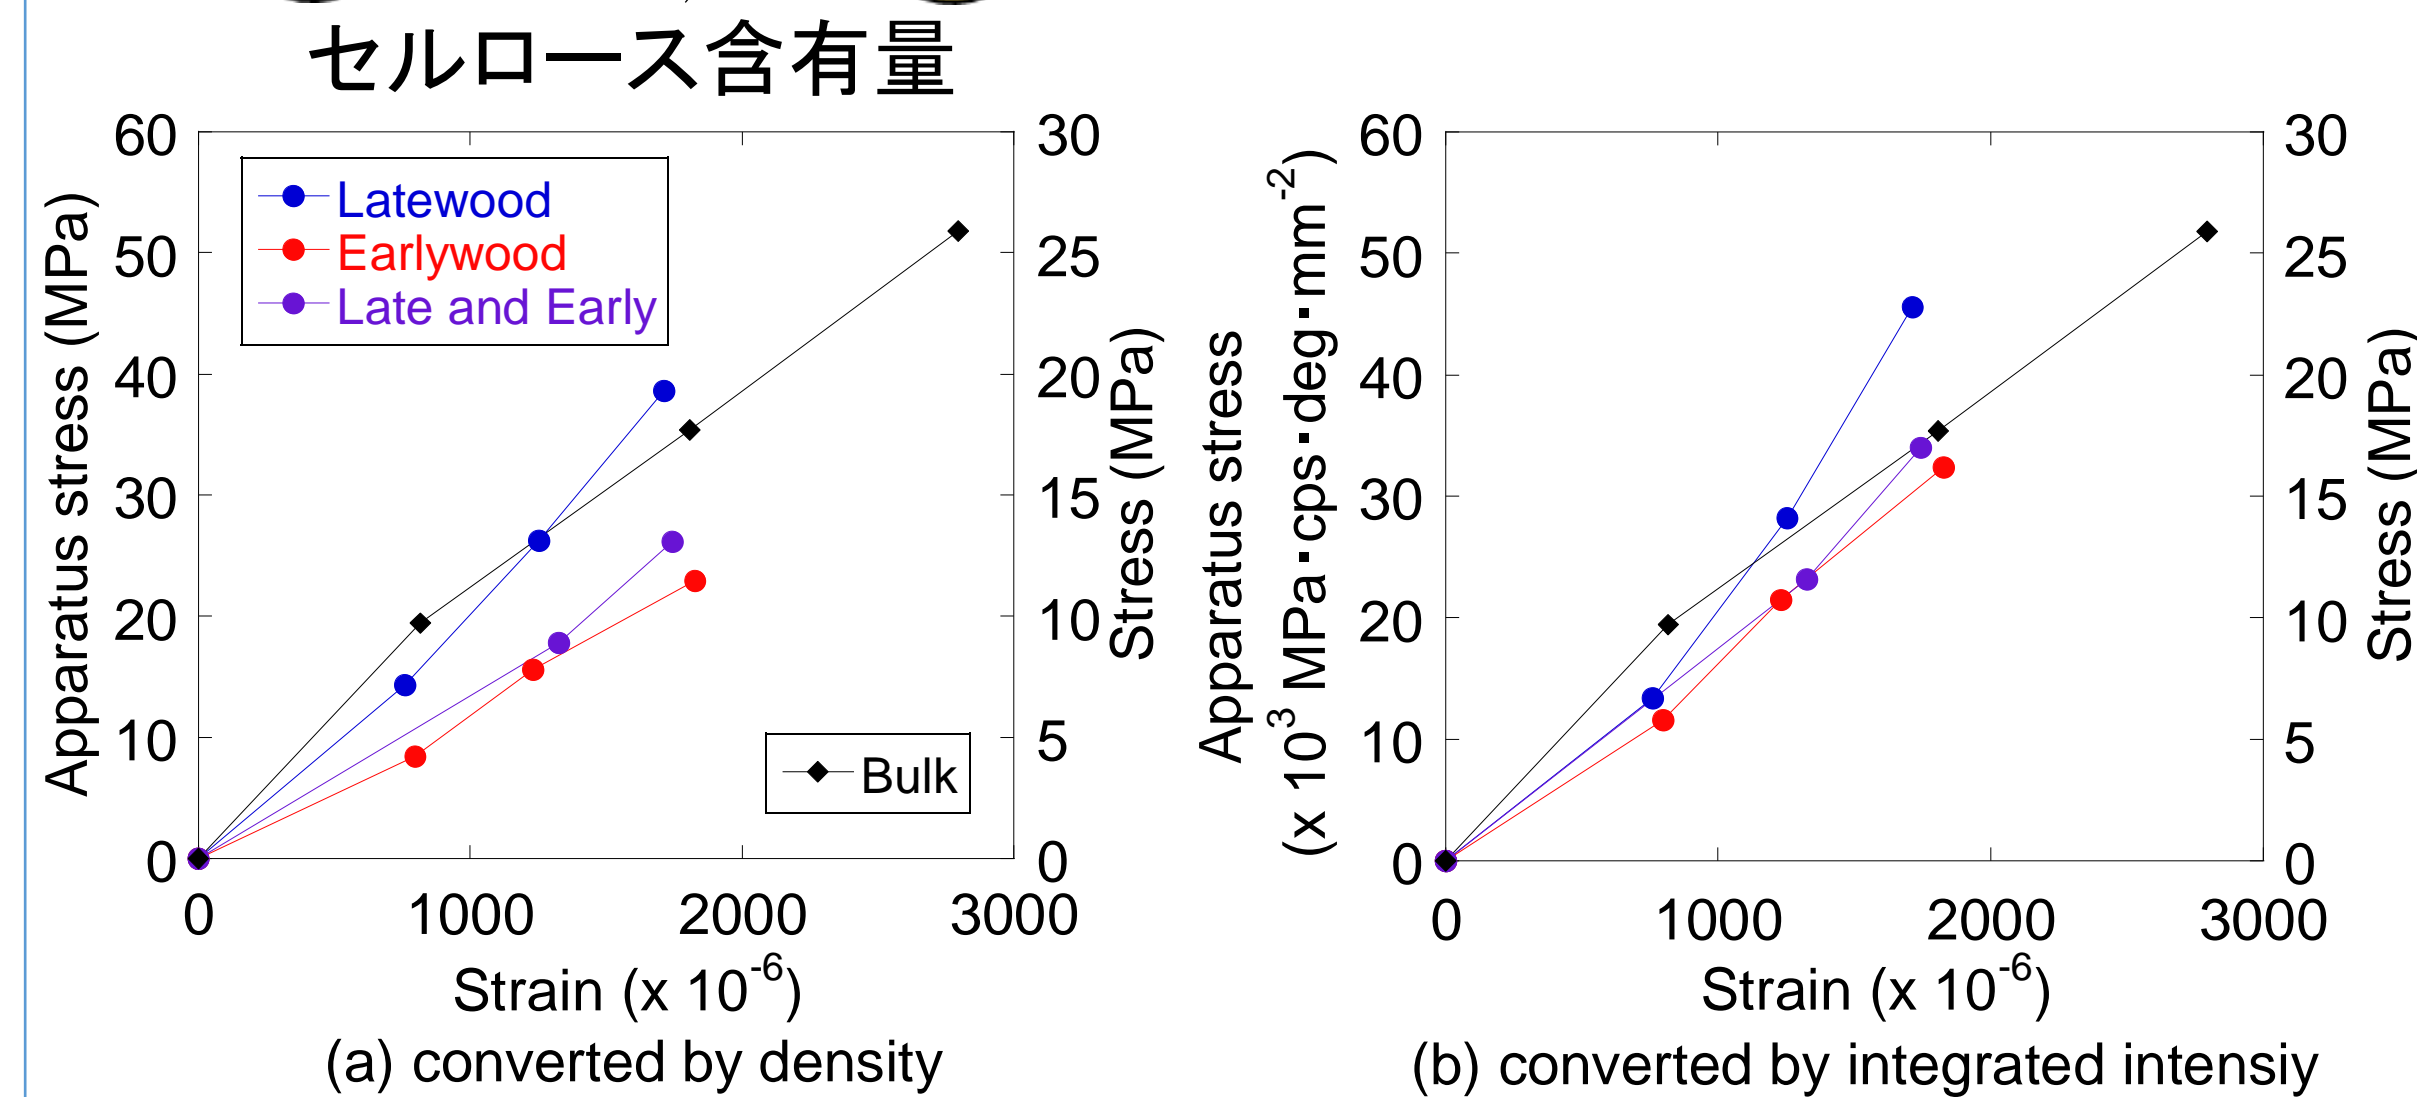 セルロース含有量
60
50
40
30
20
10
0
Apparatus stress (MPa)
Latewood
Earlywood
Late and Early
Bulk
30
25
20
15
10
5
0
Stress (MPa)
0 1000 2000 3000
Strain (x 10⁻⁶)
(a) converted by density
Apparatus stress
(x 10³ MPa・cps・deg・mm⁻²)
60
50
40
30
20
10
0
30
25
20
15
10
5
0
Stress (MPa)
0 1000 2000 3000
Strain (x 10⁻⁶)
(b) converted by integrated intensiy